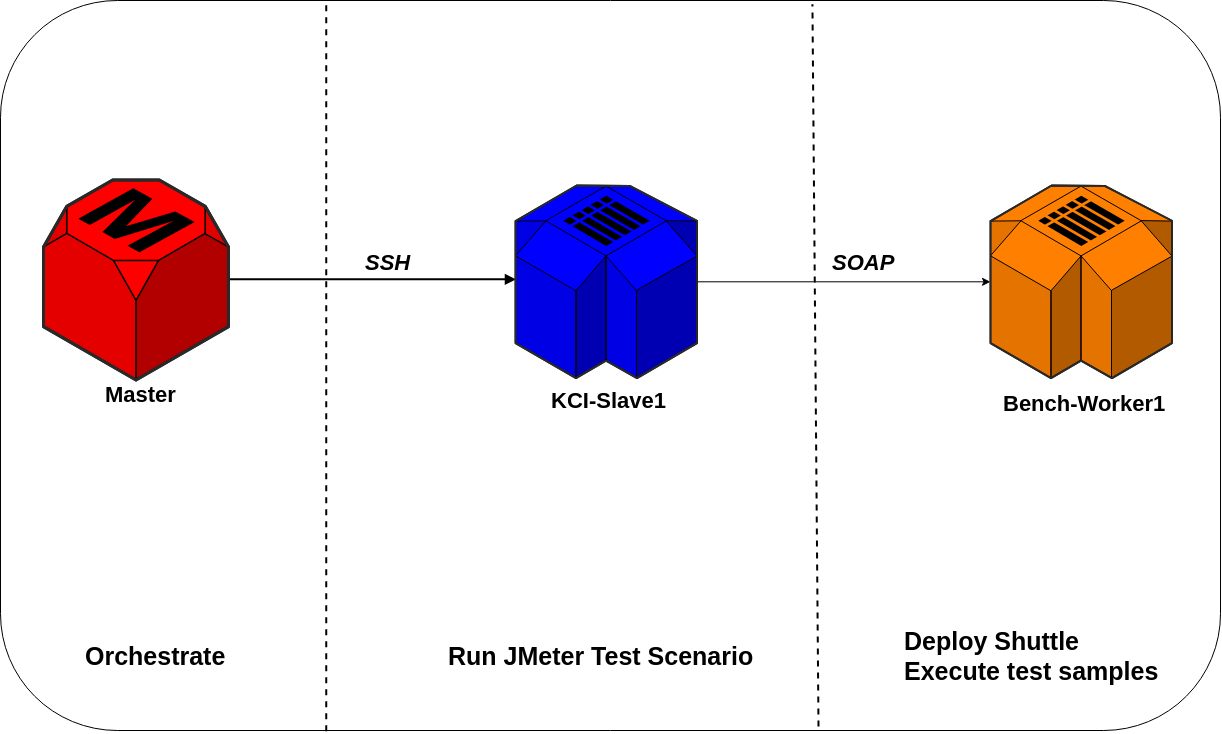 M
SSH
SOAP
Master
KCI-Slave1
Bench-Worker1
Orchestrate
Run JMeter Test Scenario
Deploy Shuttle
Execute test samples